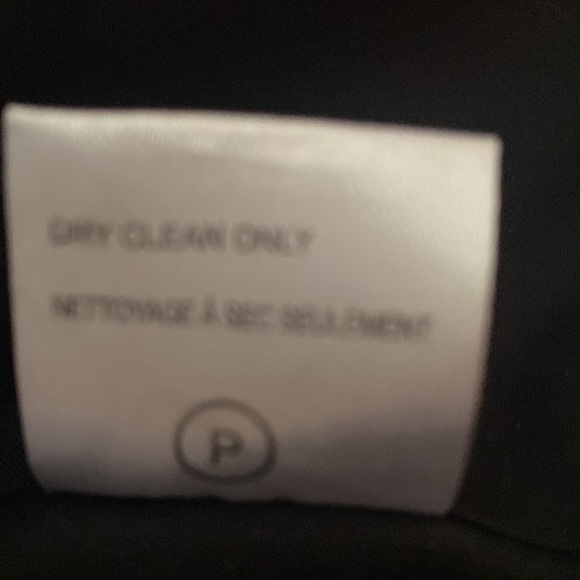 DRY CLEAN ONLY
NETTOYAGE À SEC SEULEMENT
P